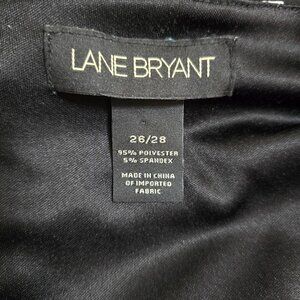 LANE BRYANT
26/28
95% POLYESTER
5% SPANDEX
MADE IN CHINA
OF IMPORTED
FABRIC